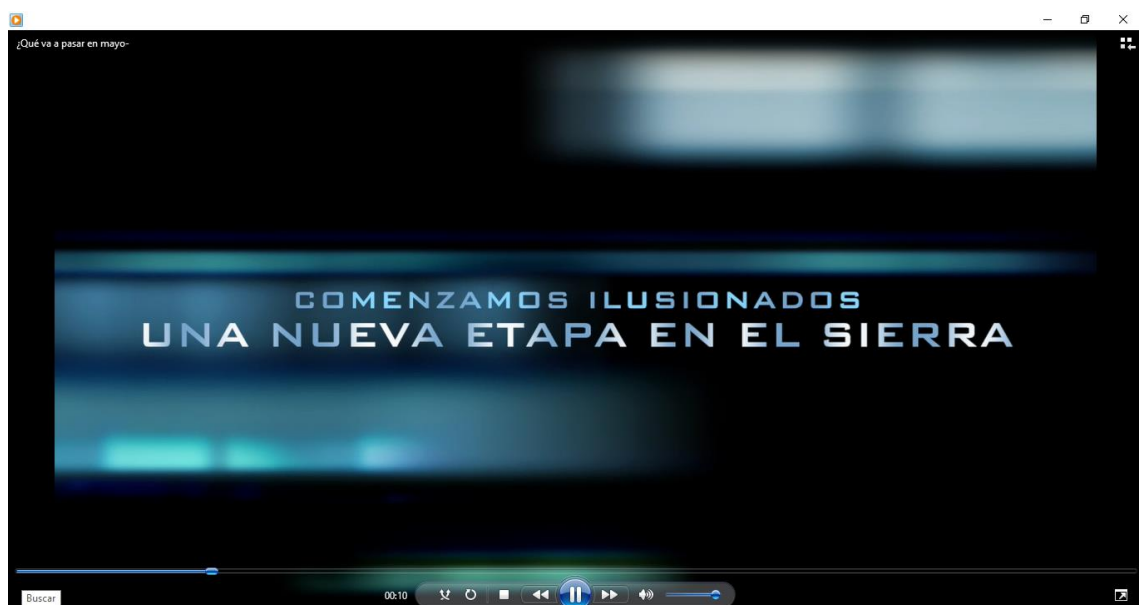 ¿Qué va a pasar en mayo-
COMENZAMOS ILUSIONADOS
UNA NUEVA ETAPA EN EL SIERRA
00:10
Buscar